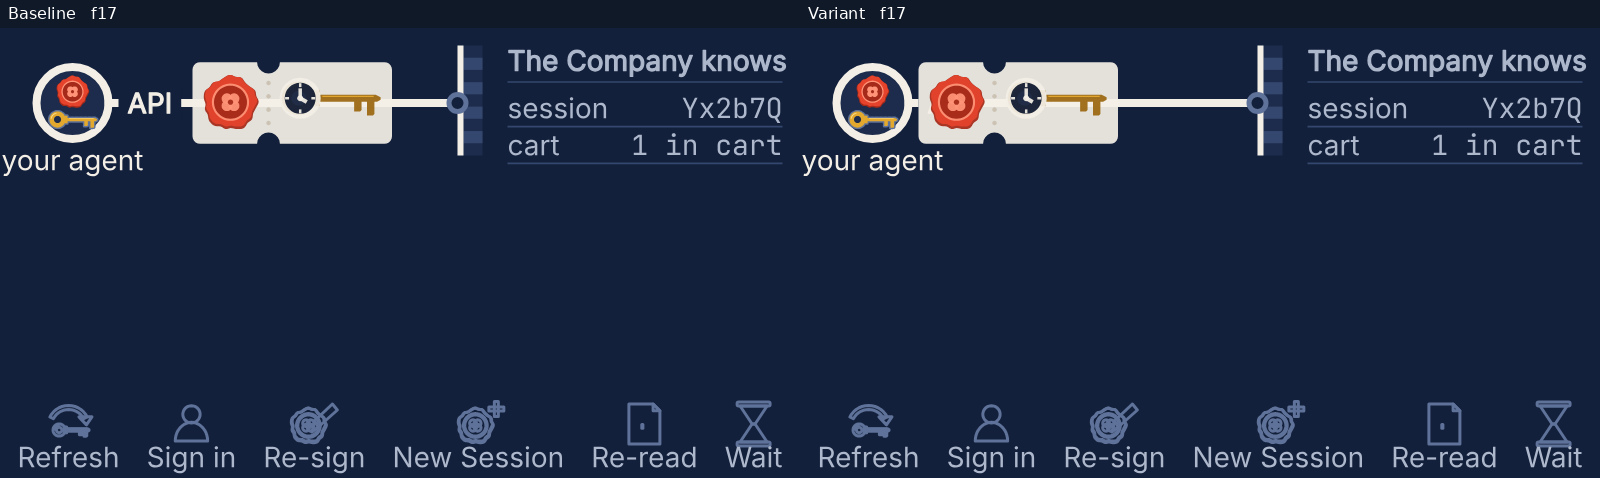 Baseline f17
Variant f17
API
your agent
The Company knows
session Yx2b7Q
cart 1 in cart
Refresh Sign in Re-sign New Session Re-read Wait
your agent
The Company knows
session Yx2b7Q
cart 1 in cart
Refresh Sign in Re-sign New Session Re-read Wait